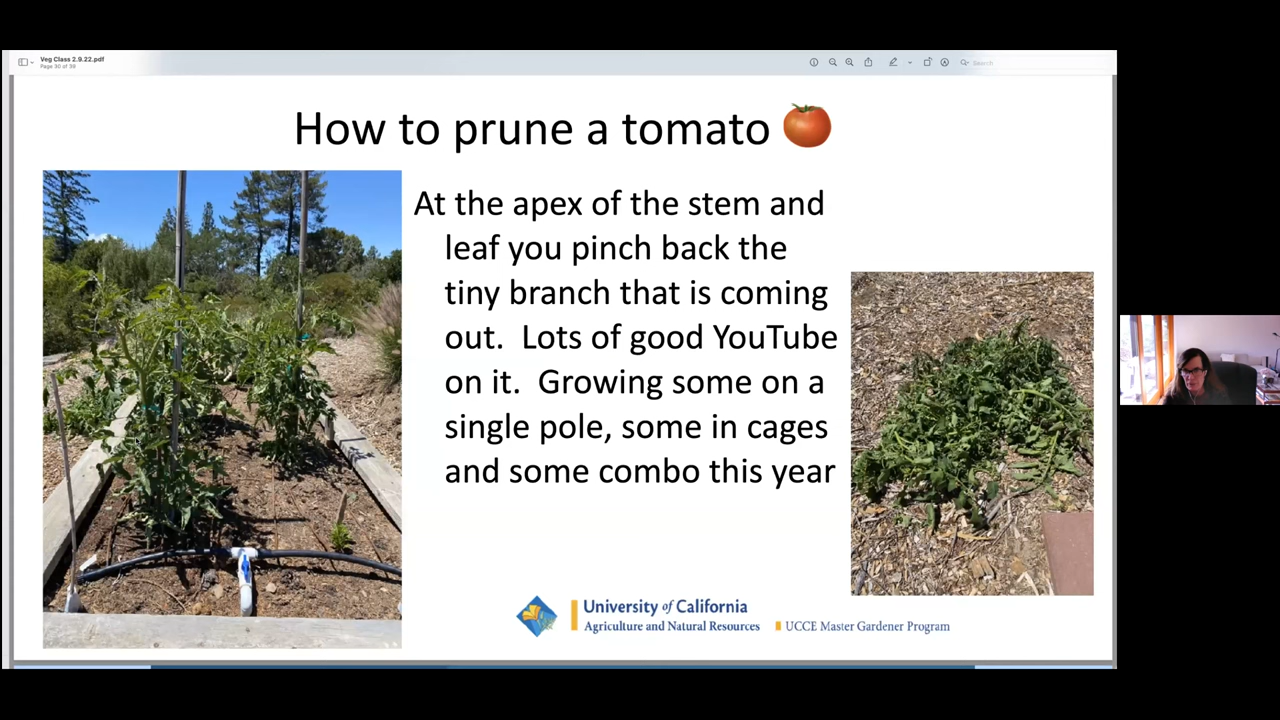 Veg Class 2.9.22.pdf
Page 30 of 39
Search
How to prune a tomato
At the apex of the stem and
leaf you pinch back the
tiny branch that is coming
out.  Lots of good YouTube
on it.  Growing some on a
single pole, some in cages
and some combo this year
University of California
Agriculture and Natural Resources
UCCE Master Gardener Program